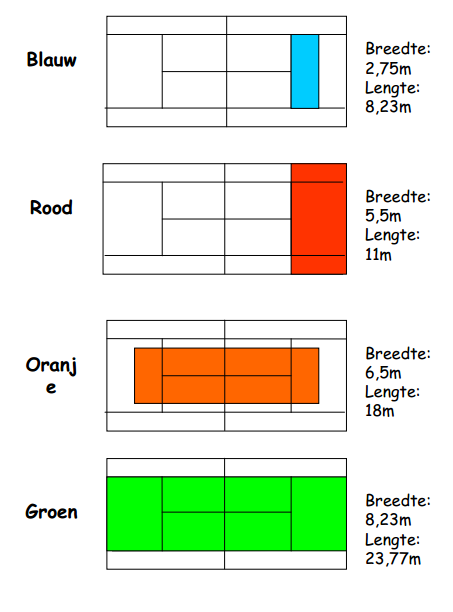 Blauw
Breedte:
2,75m
Lengte:
8,23m
Rood
Breedte:
5,5m
Lengte:
11m
Oranj
e
Breedte:
6,5m
Lengte:
18m
Groen
Breedte:
8,23m
Lengte:
23,77m